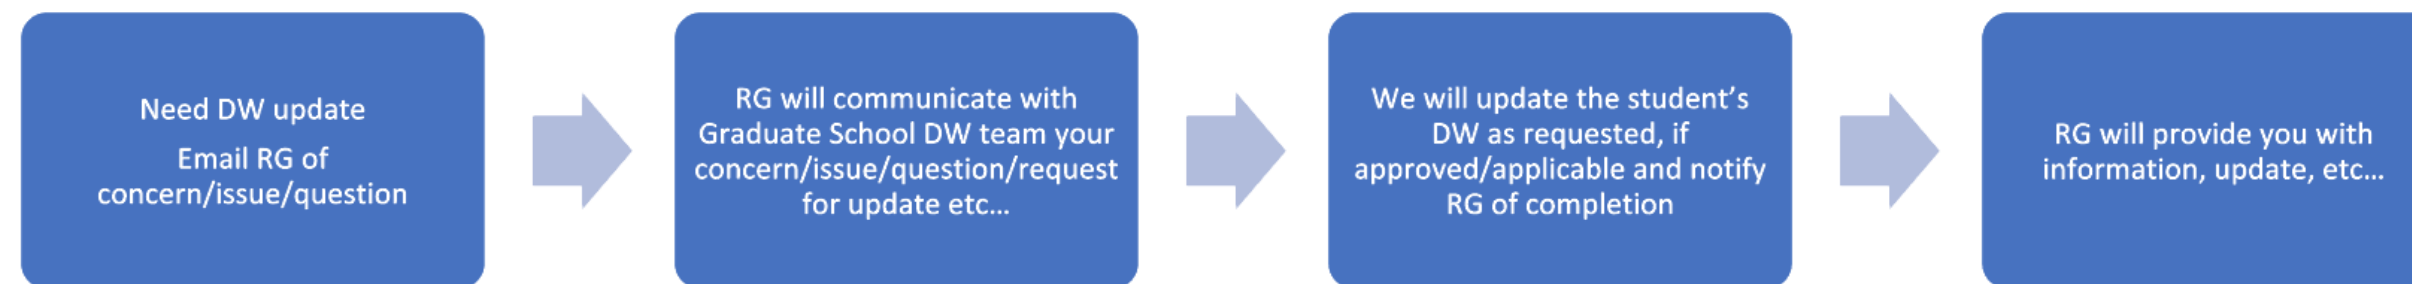 Need DW update
Email RG of
concern/issue/question
RG will communicate with
Graduate School DW team your
concern/issue/question/request
for update etc…
We will update the student’s
DW as requested, if
approved/applicable and notify
RG of completion
RG will provide you with
information, update, etc…